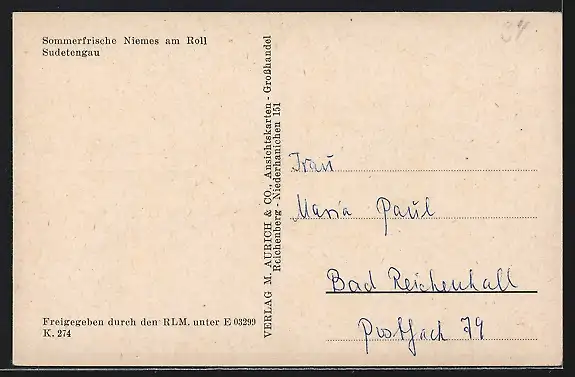 Sommerfrische Niemes am Roll
Sudetengau
Freigegeben durch den RLM. unter E 03299
K. 274
VERLAG M. AURICH & CO., Ansichtskarten - Großhandel
Reichenberg - Niederhanichen 151
94
Frau
Maria Paul
Bad Reichenhall
Postfach 79